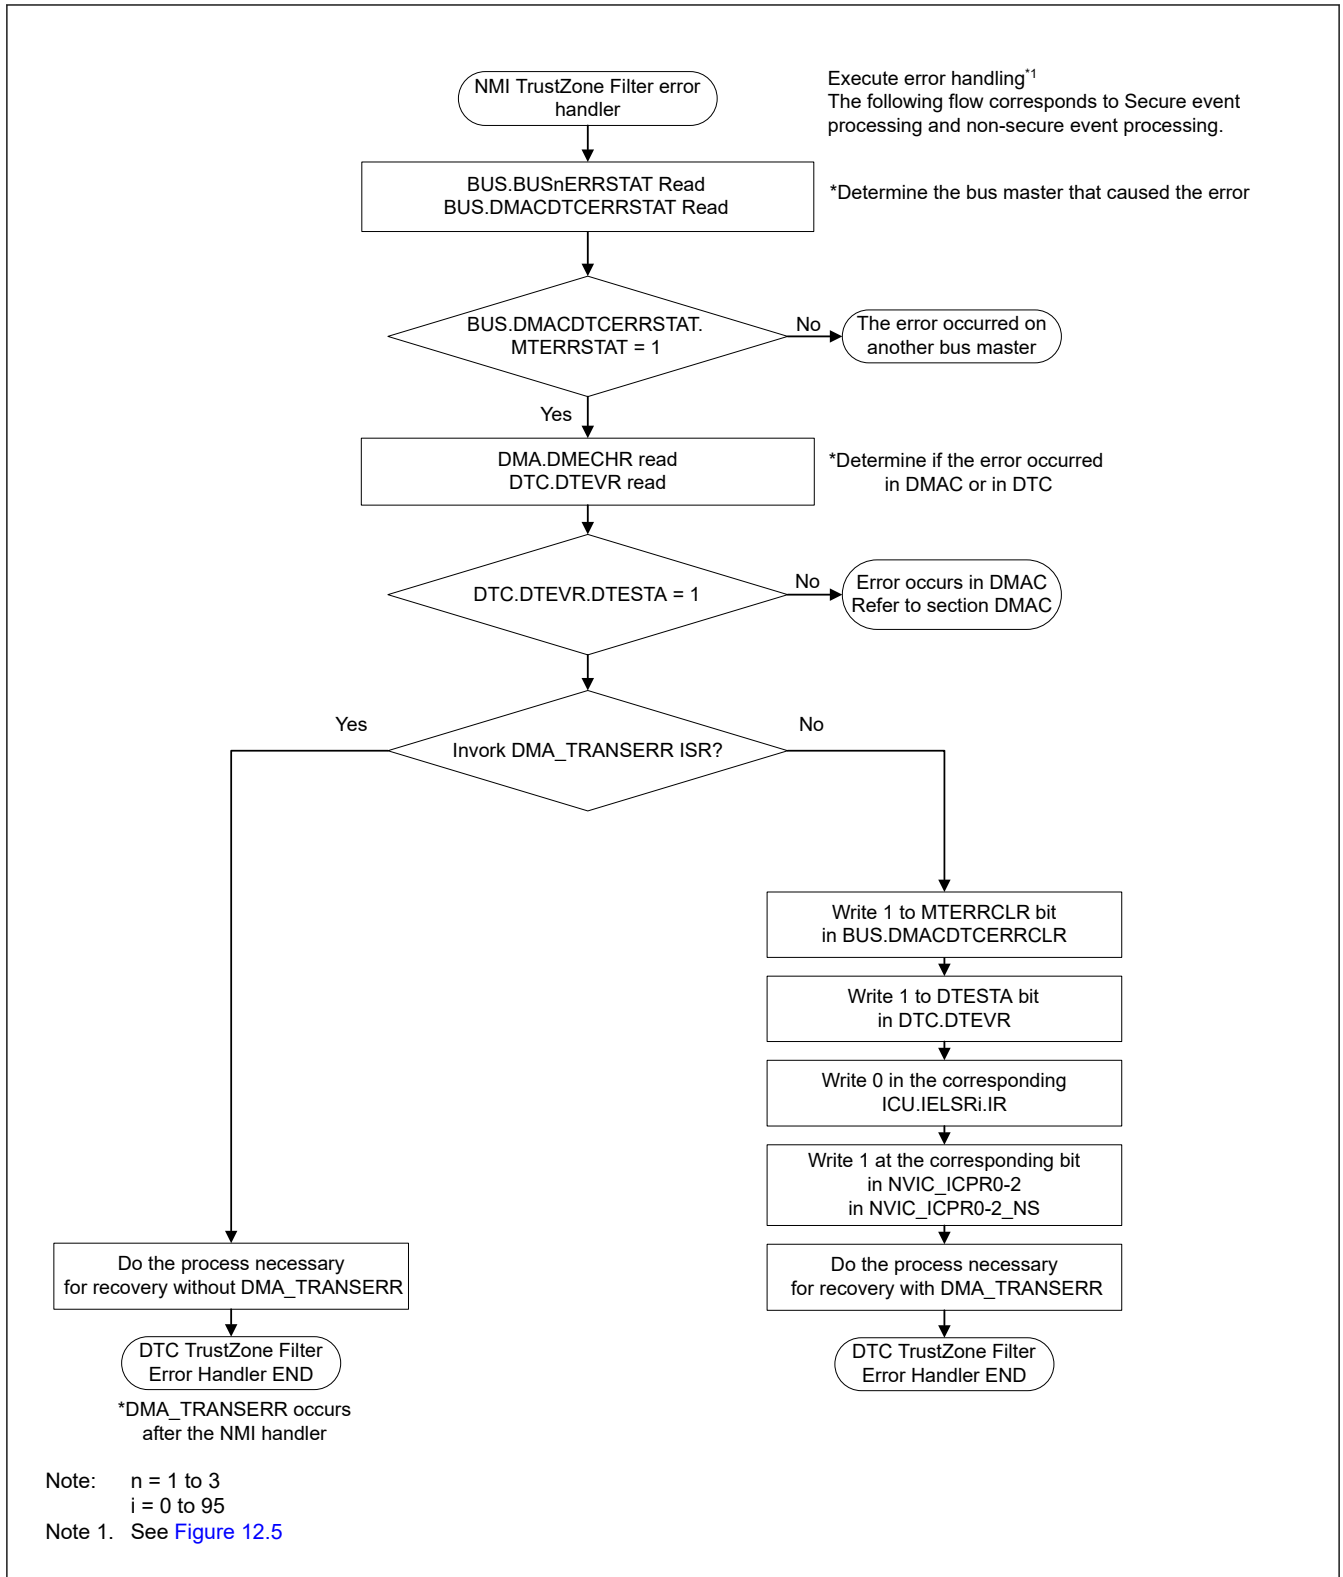 NMI TrustZone Filter error
handler
Execute error handling*1
The following flow corresponds to Secure event
processing and non-secure event processing.
BUS.BUSnERRSTAT Read
BUS.DMACDTCERRSTAT Read
*Determine the bus master that caused the error
BUS.DMACDTCERRSTAT.
MTERRSTAT = 1
No
The error occurred on
another bus master
Yes
DMA.DMECHR read
DTC.DTEVR read
*Determine if the error occurred
in DMAC or in DTC
DTC.DTEVR.DTESTA = 1
No
Error occurs in DMAC
Refer to section DMAC
Yes
Invork DMA_TRANSERR ISR?
No
Write 1 to MTERRCLR bit
in BUS.DMACDTCERRCLR
Write 1 to DTESTA bit
in DTC.DTEVR
Write 0 in the corresponding
ICU.IELSRi.IR
Write 1 at the corresponding bit
in NVIC_ICPR0-2
in NVIC_ICPR0-2_NS
Do the process necessary
for recovery without DMA_TRANSERR
Do the process necessary
for recovery with DMA_TRANSERR
DTC TrustZone Filter
Error Handler END
DTC TrustZone Filter
Error Handler END
*DMA_TRANSERR occurs
after the NMI handler
Note: n = 1 to 3
i = 0 to 95
Note 1. See Figure 12.5